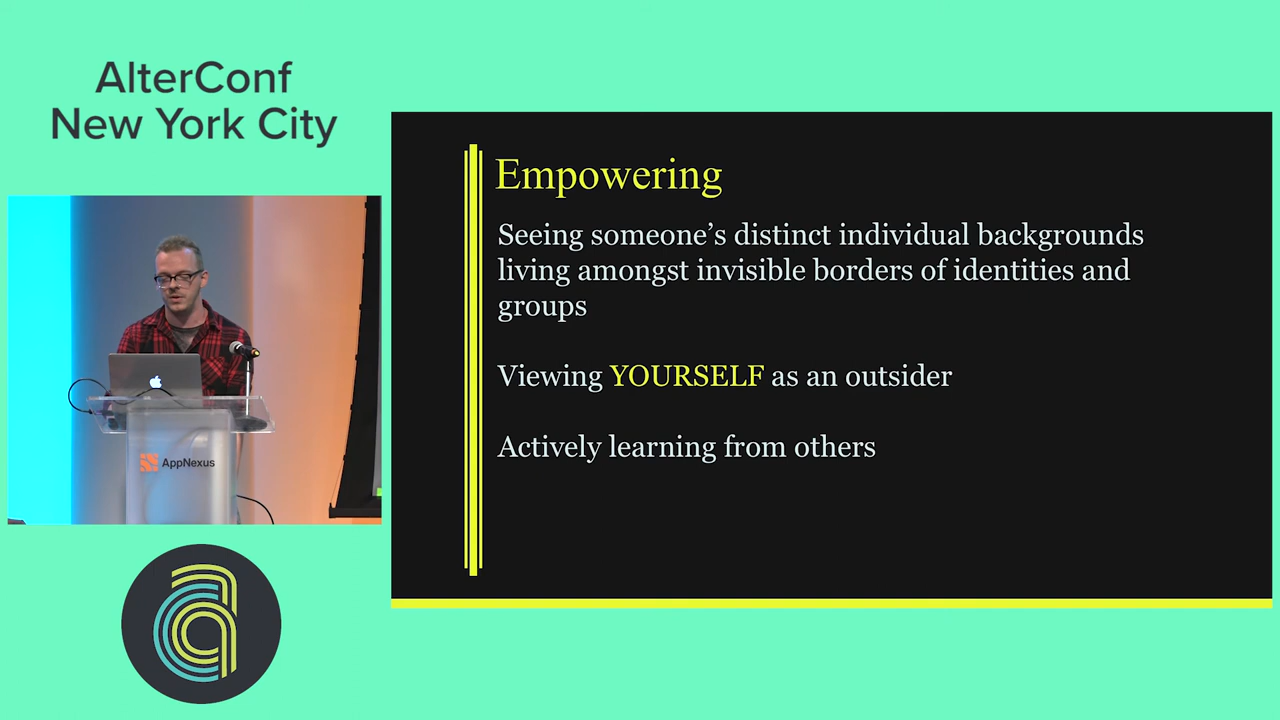 AlterConf
New York City
Empowering
Seeing someone’s distinct individual backgrounds
living amongst invisible borders of identities and
groups
Viewing YOURSELF as an outsider
Actively learning from others
AppNexus